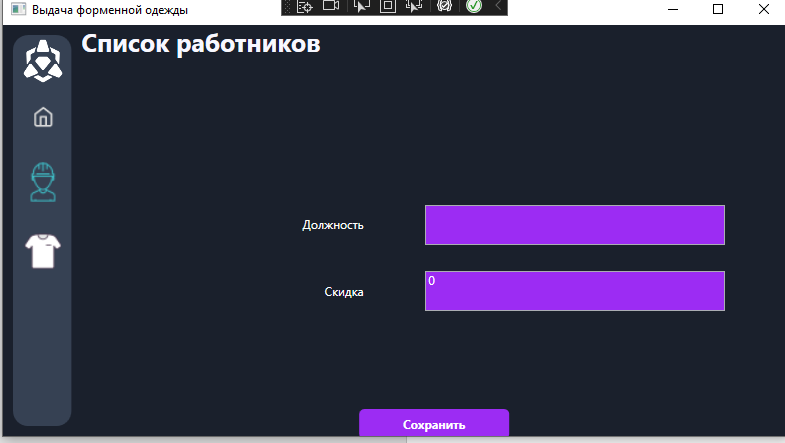 Выдача форменной одежды
Список работников
Должность
Скидка
0
Сохранить